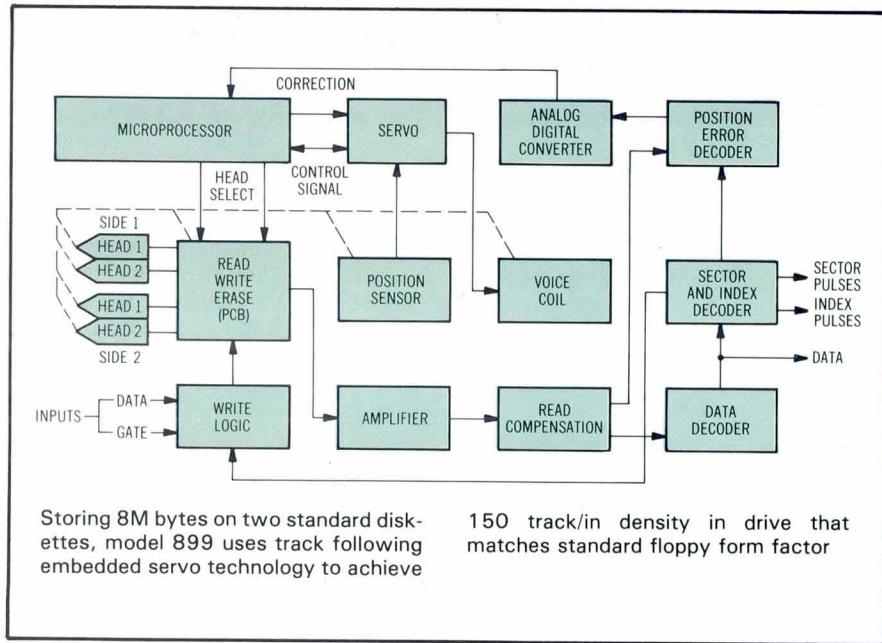 CORRECTION
MICROPROCESSOR
SERVO
ANALOG
DIGITAL
CONVERTER
POSITION
ERROR
DECODER
HEAD
SELECT
CONTROL
SIGNAL
SIDE 1
HEAD 1
HEAD 2
HEAD 1
HEAD 2
SIDE 2
READ
WRITE
ERASE
(PCB)
POSITION
SENSOR
VOICE
COIL
SECTOR
AND INDEX
DECODER
SECTOR
PULSES
INDEX
PULSES
DATA
INPUTS
DATA
GATE
WRITE
LOGIC
AMPLIFIER
READ
COMPENSATION
DATA
DECODER
Storing 8M bytes on two standard disk-
ettes, model 899 uses track following
embedded servo technology to achieve
150 track/in density in drive that
matches standard floppy form factor